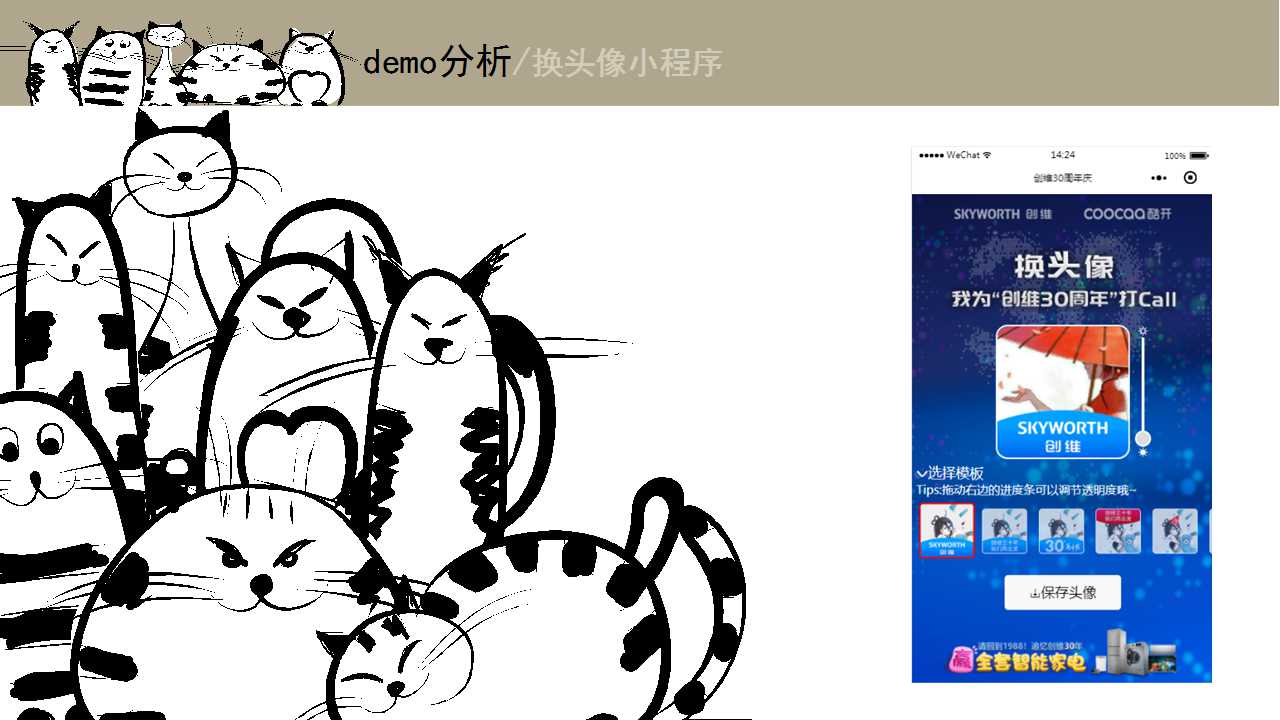 demo分析/换头像小程序
●●●●● WeChat 14:24 100%
创维30周年庆
SKYWORTH 创维 coocaa 酷开
换头像
我为“创维30周年”打Call
SKYWORTH
创维
选择模板
Tips:拖动右边的进度条可以调节透明度哦~
SKYWORTH
创维
保存头像
请回到1988!追忆创维30年
赢全套智能家电